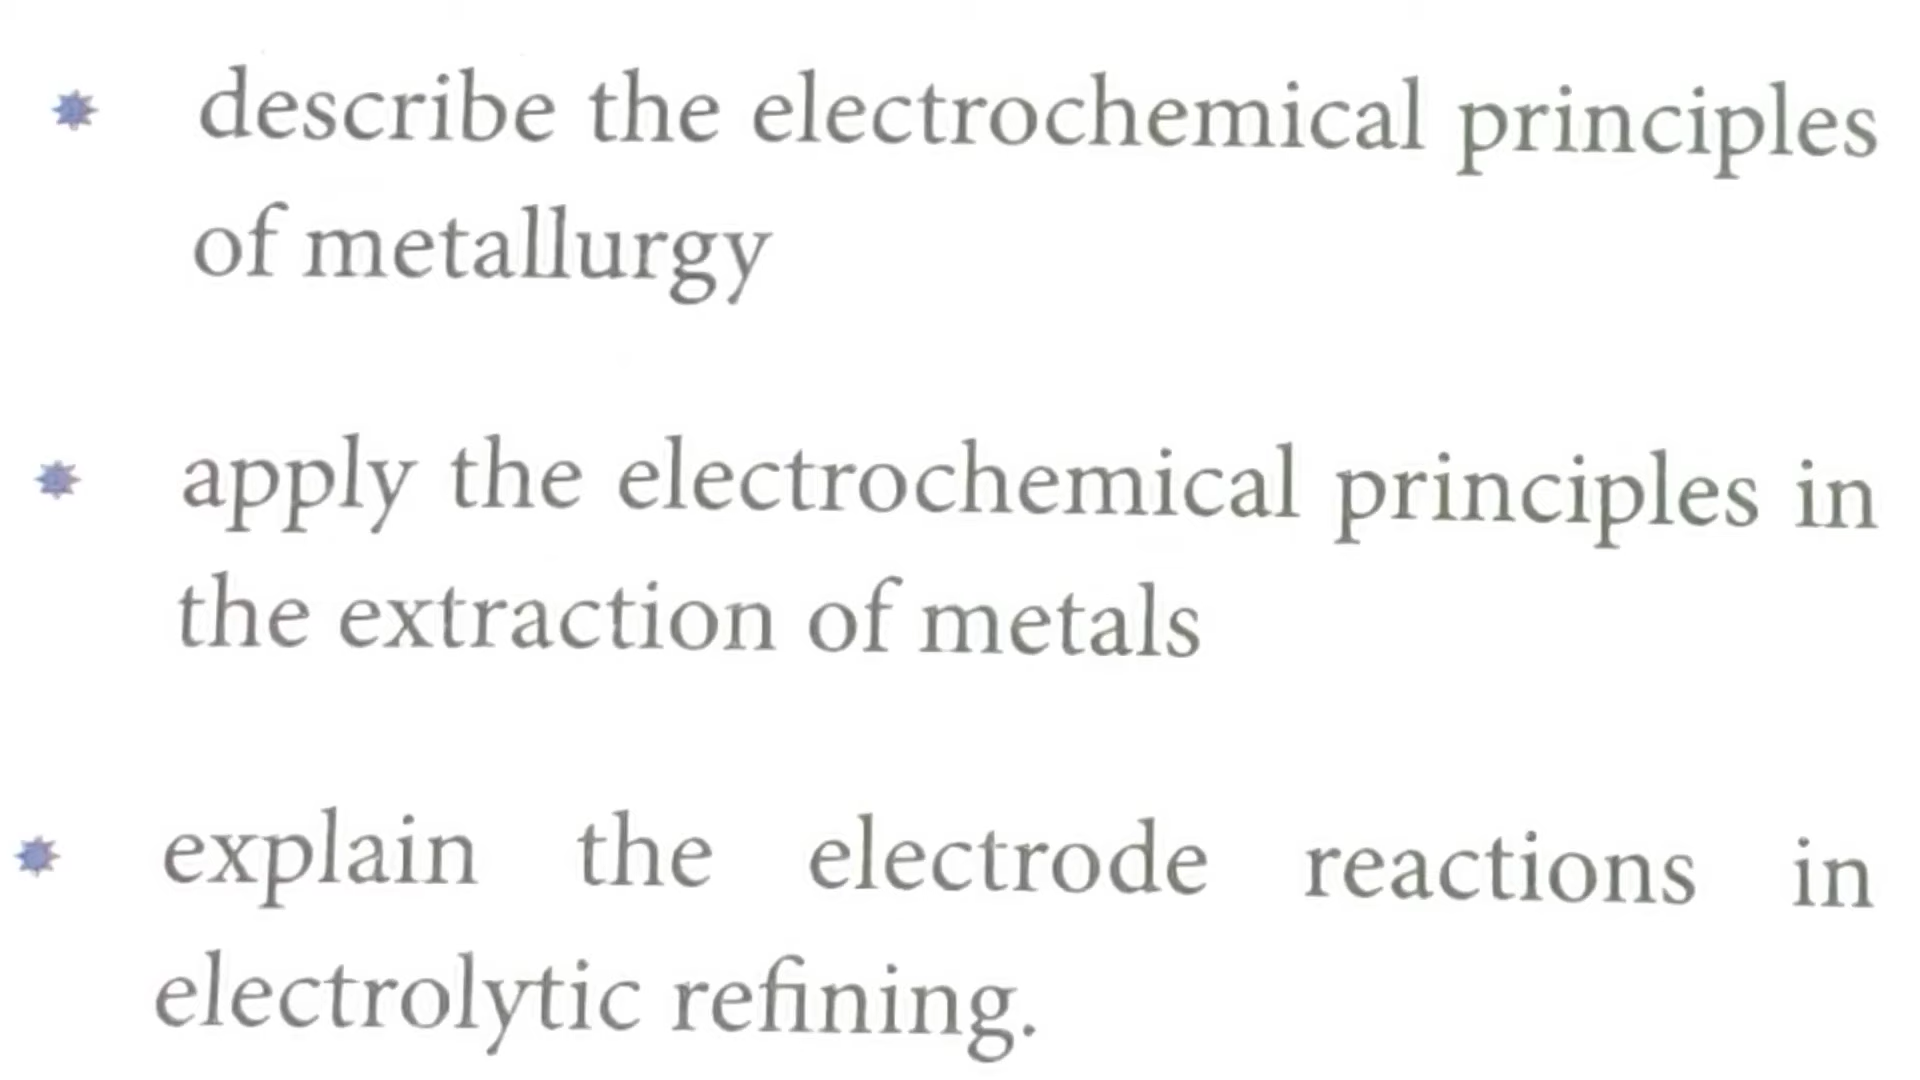 * describe the electrochemical principles
of metallurgy
* apply the electrochemical principles in
the extraction of metals
* explain the electrode reactions in
electrolytic refining.